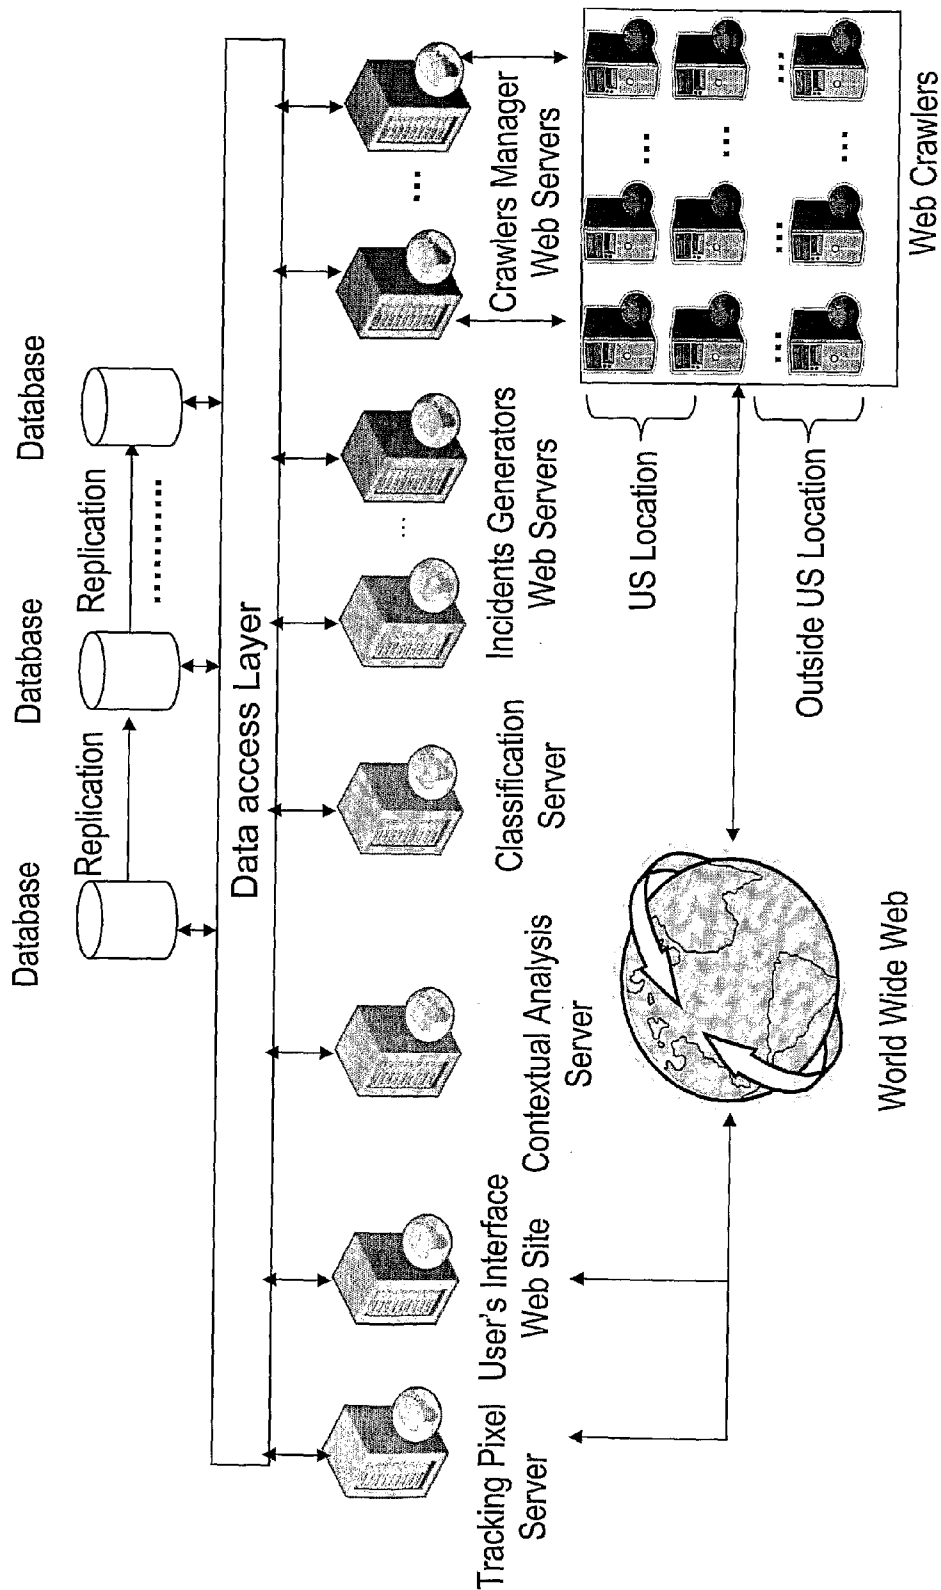 Database
Database
Database
Replication
Replication
Data access Layer
Tracking Pixel
Server
User's Interface
Web Site
Contextual Analysis
Server
Classification
Server
Incidents Generators
Web Servers
Crawlers Manager
Web Servers
US Location
Outside US Location
World Wide Web
Web Crawlers